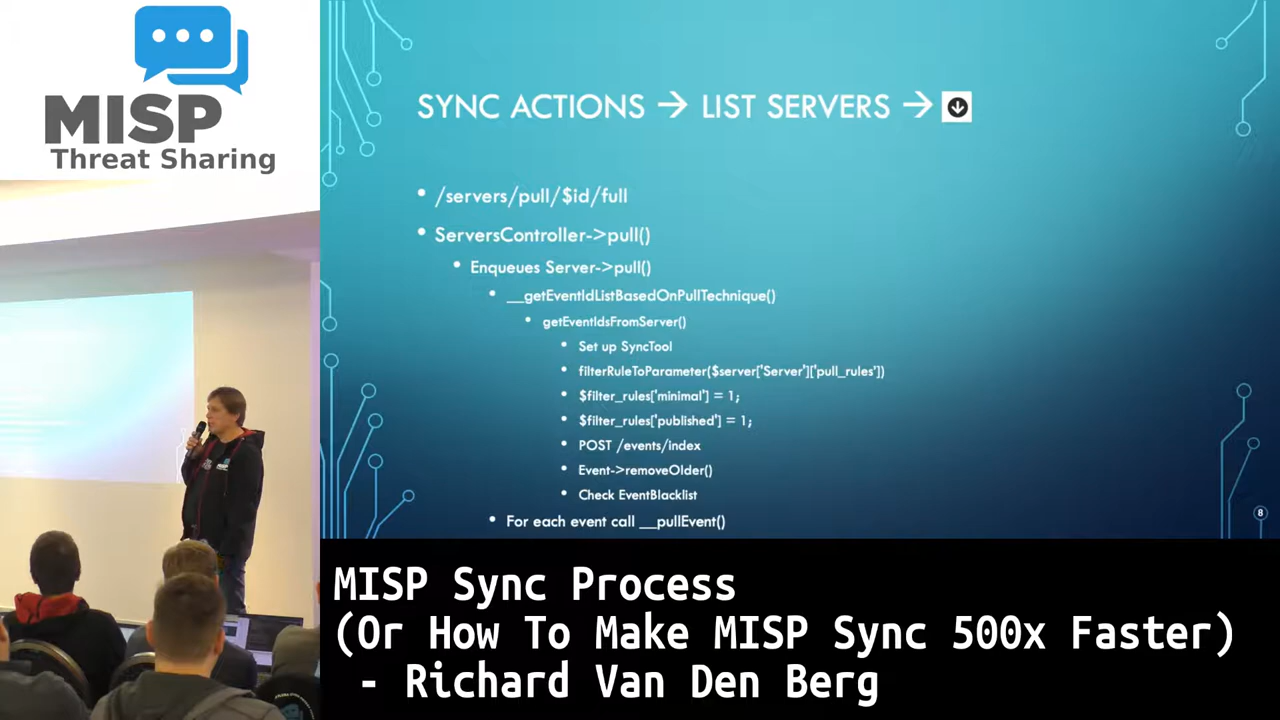 MISP
Threat Sharing
SYNC ACTIONS → LIST SERVERS →
/servers/pull/$id/full
ServersController->pull()
Enqueues Server->pull()
__getEventIdListBasedOnPullTechnique()
getEventIdsFromServer()
Set up SyncTool
filterRuleToParameter($server['Server']['pull_rules'])
$filter_rules['minimal'] = 1;
$filter_rules['published'] = 1;
POST /events/index
Event->removeOlder()
Check EventBlacklist
For each event call __pullEvent()
8
MISP
MISP Sync Process
(Or How To Make MISP Sync 500x Faster)
- Richard Van Den Berg